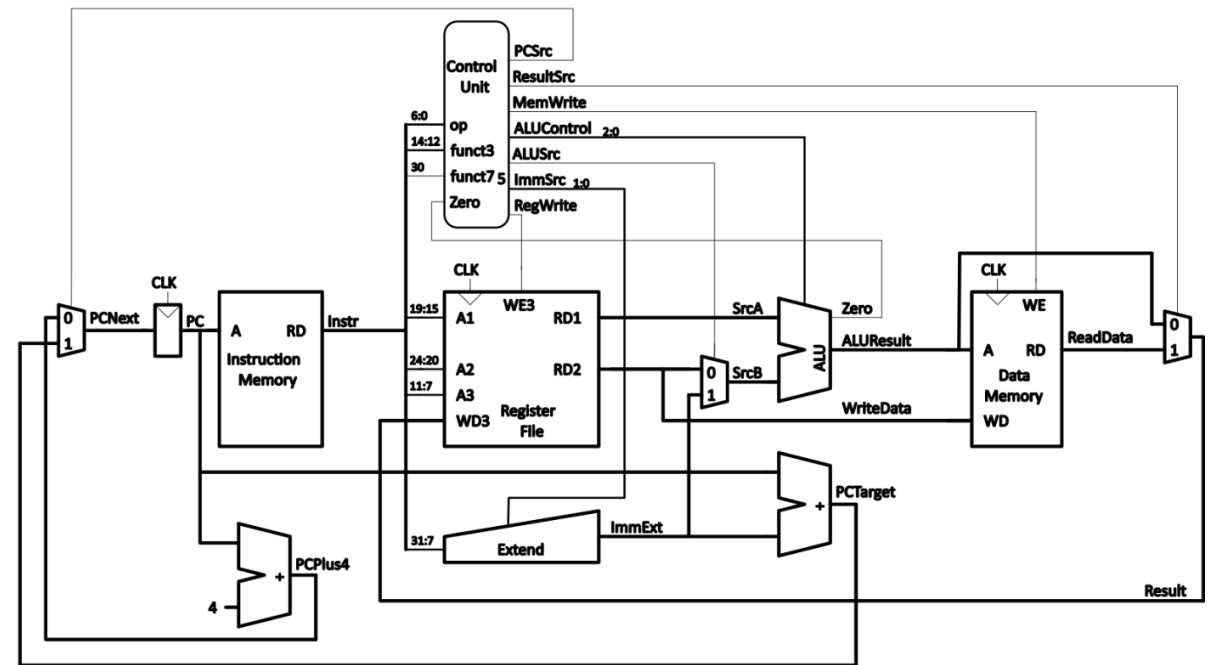 PCSrc
Control
Unit
ResultSrc
MemWrite
6:0
op
ALUControl 2:0
14:12
funct3
ALUSrc
30
funct7 5
ImmSrc 1:0
Zero
RegWrite
CLK
CLK
CLK
0
1
PCNext
PC
A
RD
Instruction
Memory
Instr
19:15
A1
WE3
RD1
24:20
A2
RD2
11:7
A3
WD3
Register
File
SrcA
0
1
SrcB
ALU
Zero
ALUResult
WriteData
WE
A
RD
Data
Memory
WD
ReadData
0
1
31:7
Extend
ImmExt
+
PCTarget
4
+
PCPlus4
Result